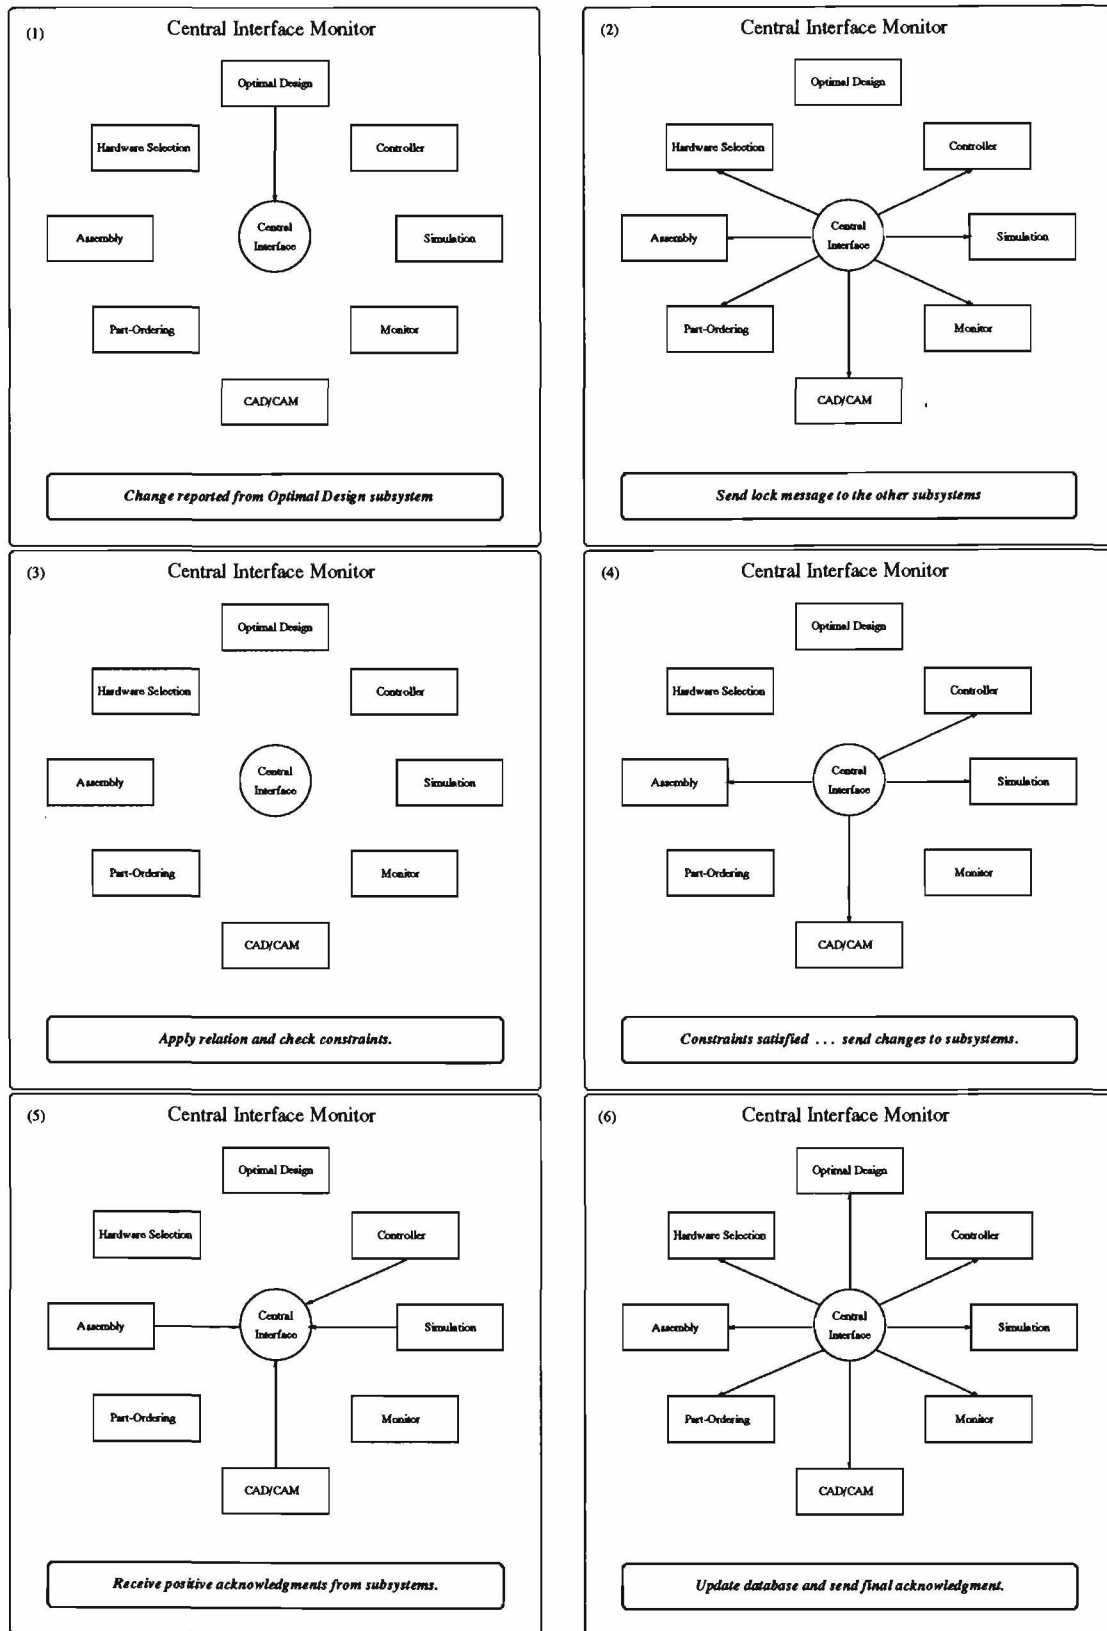 (1) Central Interface Monitor
Optimal Design
Hardware Selection
Controller
Assembly
Central
Interface
Simulation
Part-Ordering
Monitor
CAD/CAM
Change reported from Optimal Design subsystem
(2) Central Interface Monitor
Optimal Design
Hardware Selection
Controller
Assembly
Central
Interface
Simulation
Part-Ordering
Monitor
CAD/CAM
Send lock message to the other subsystems
(3) Central Interface Monitor
Optimal Design
Hardware Selection
Controller
Assembly
Central
Interface
Simulation
Part-Ordering
Monitor
CAD/CAM
Apply relation and check constraints.
(4) Central Interface Monitor
Optimal Design
Hardware Selection
Controller
Assembly
Central
Interface
Simulation
Part-Ordering
Monitor
CAD/CAM
Constraints satisfied ... send changes to subsystems.
(5) Central Interface Monitor
Optimal Design
Hardware Selection
Controller
Assembly
Central
Interface
Simulation
Part-Ordering
Monitor
CAD/CAM
Receive positive acknowledgments from subsystems.
(6) Central Interface Monitor
Optimal Design
Hardware Selection
Controller
Assembly
Central
Interface
Simulation
Part-Ordering
Monitor
CAD/CAM
Update database and send final acknowledgment.